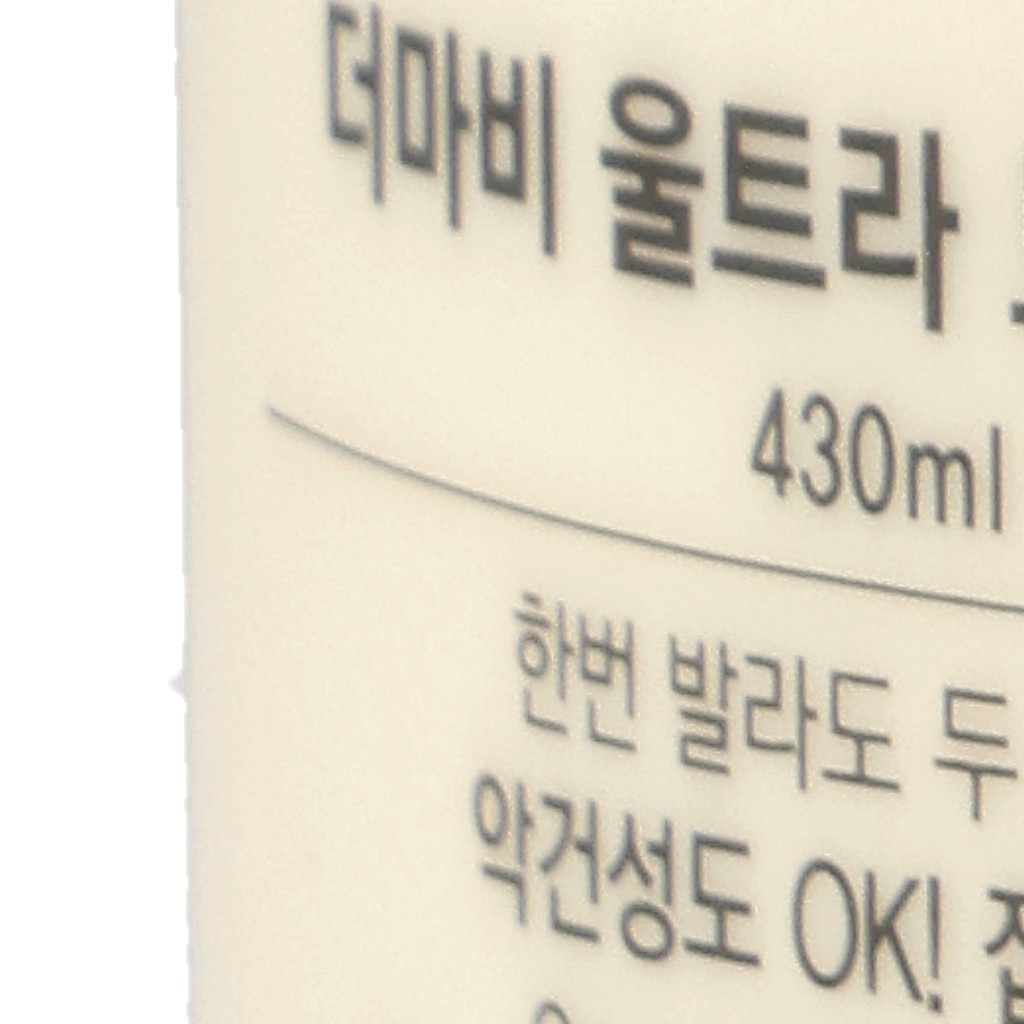 더마비 울트라
430ml
한번 발라도 두
악건성도 OK!